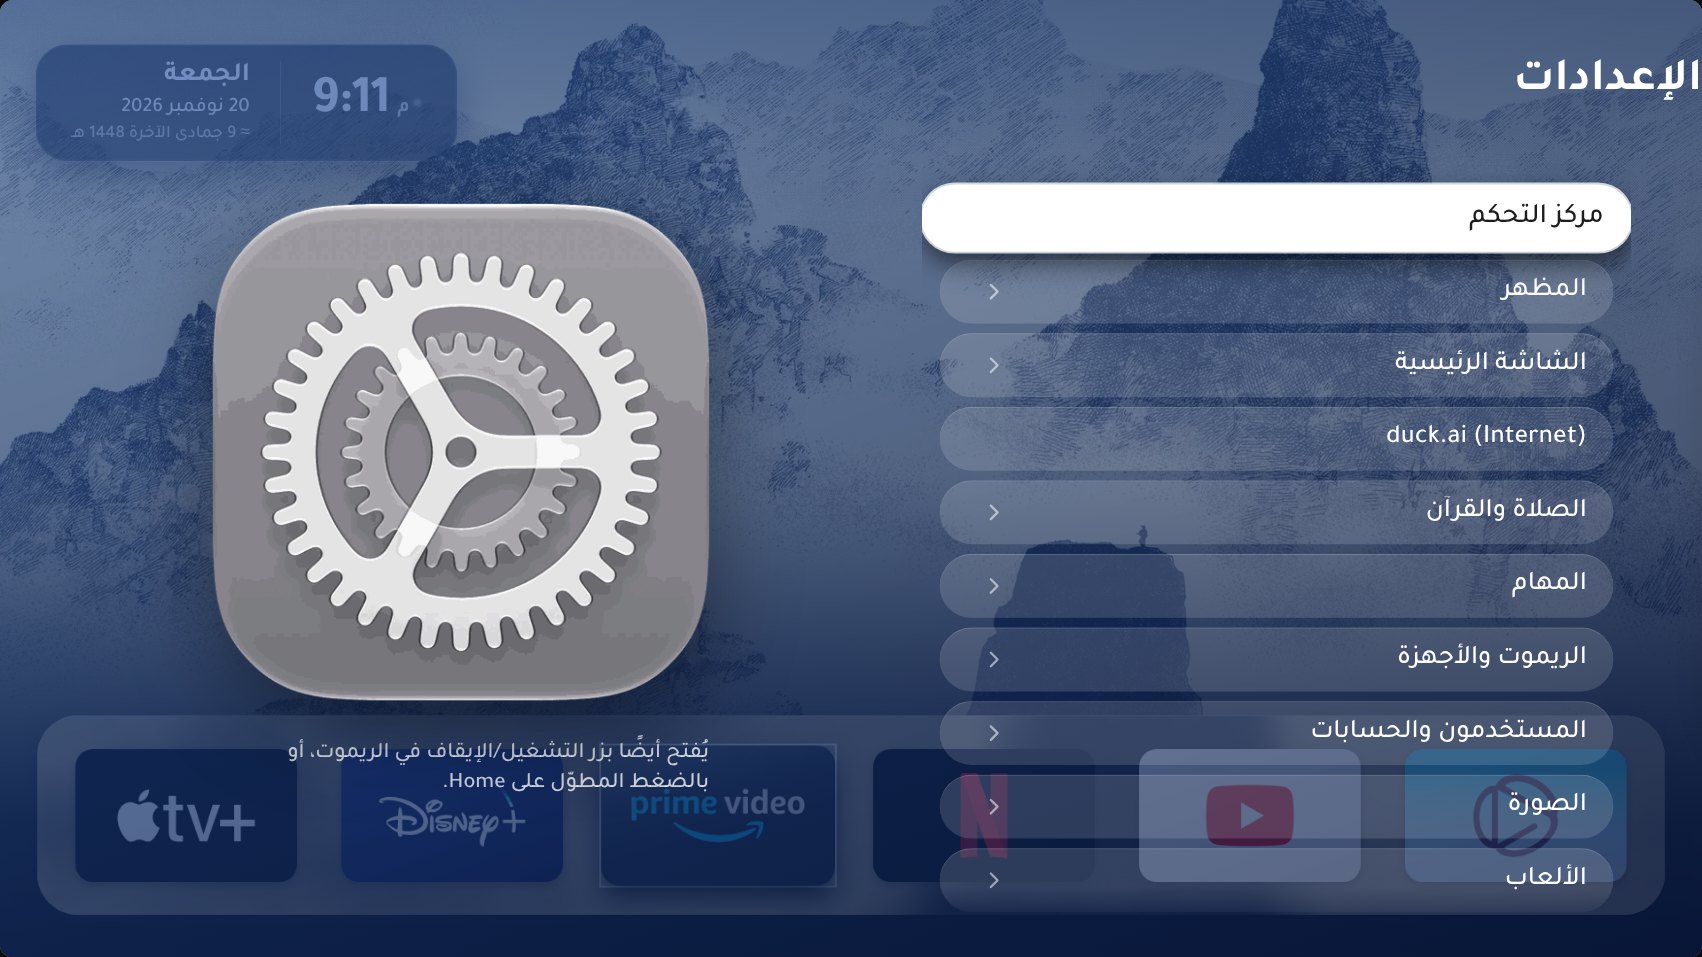 الإعدادات
الجمعة
20 نوفمبر 2026
≈ 9 جمادى الآخرة 1448 هـ
9:11 م
مركز التحكم
المظهر
الشاشة الرئيسية
duck.ai (Internet)
الصلاة والقرآن
المهام
الريموت والأجهزة
المستخدمون والحسابات
الصورة
الألعاب
يُفتح أيضًا بزر التشغيل/الإيقاف في الريموت، أو
بالضغط المطوّل على Home.
tv+
Disney+
prime video
N